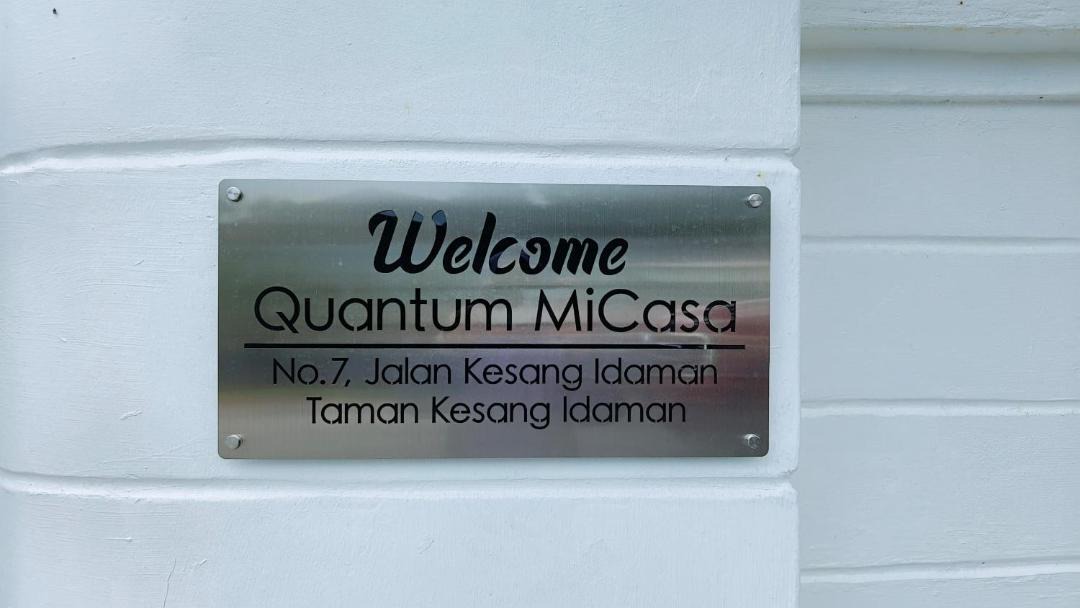 Welcome
Quantum MiCasa
No.7, Jalan Kesang Idaman
Taman Kesang Idaman